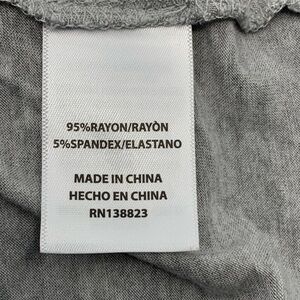 95%RAYON/RAYÒN
5%SPANDEX/ELASTANO
MADE IN CHINA
HECHO EN CHINA
RN138823